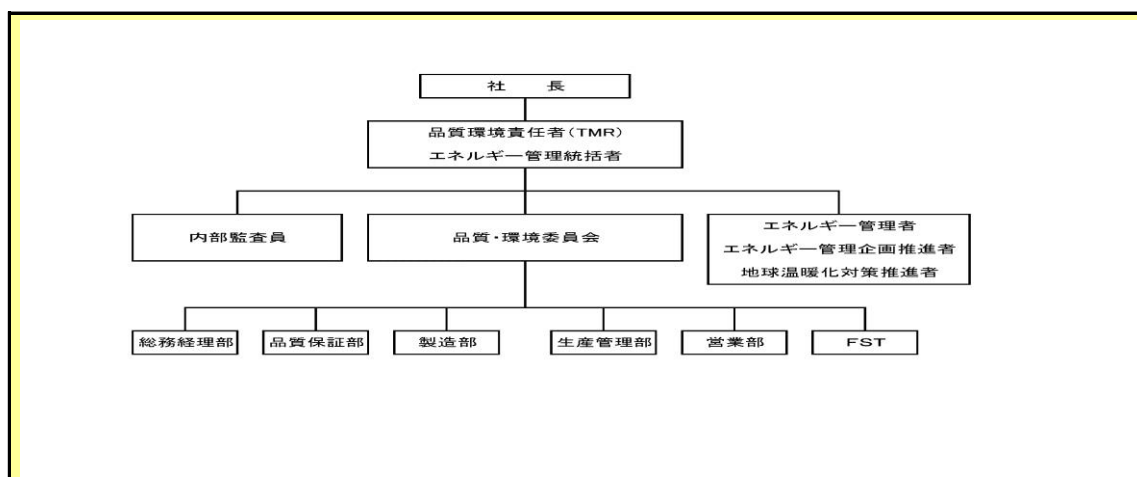 社　長
品質環境責任者(TMR)
エネルギー管理統括者
内部監査員
品質・環境委員会
エネルギー管理者
エネルギー管理企画推進者
地球温暖化対策推進者
総務経理部
品質保証部
製造部
生産管理部
営業部
FST